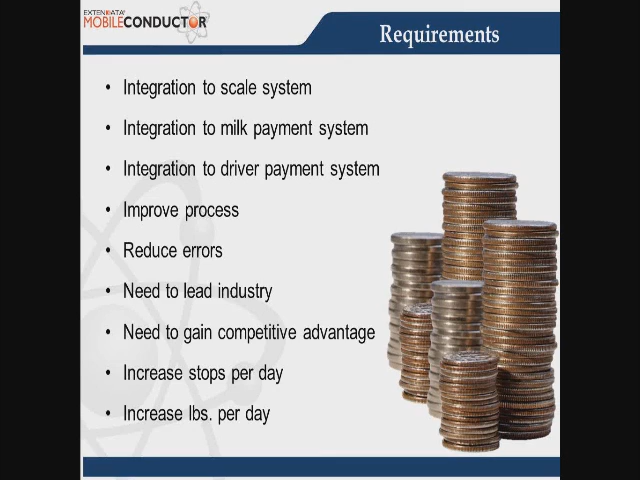 EXTENDATA
MOBILECONDUCTOR
Requirements
• Integration to scale system
• Integration to milk payment system
• Integration to driver payment system
• Improve process
• Reduce errors
• Need to lead industry
• Need to gain competitive advantage
• Increase stops per day
• Increase lbs. per day